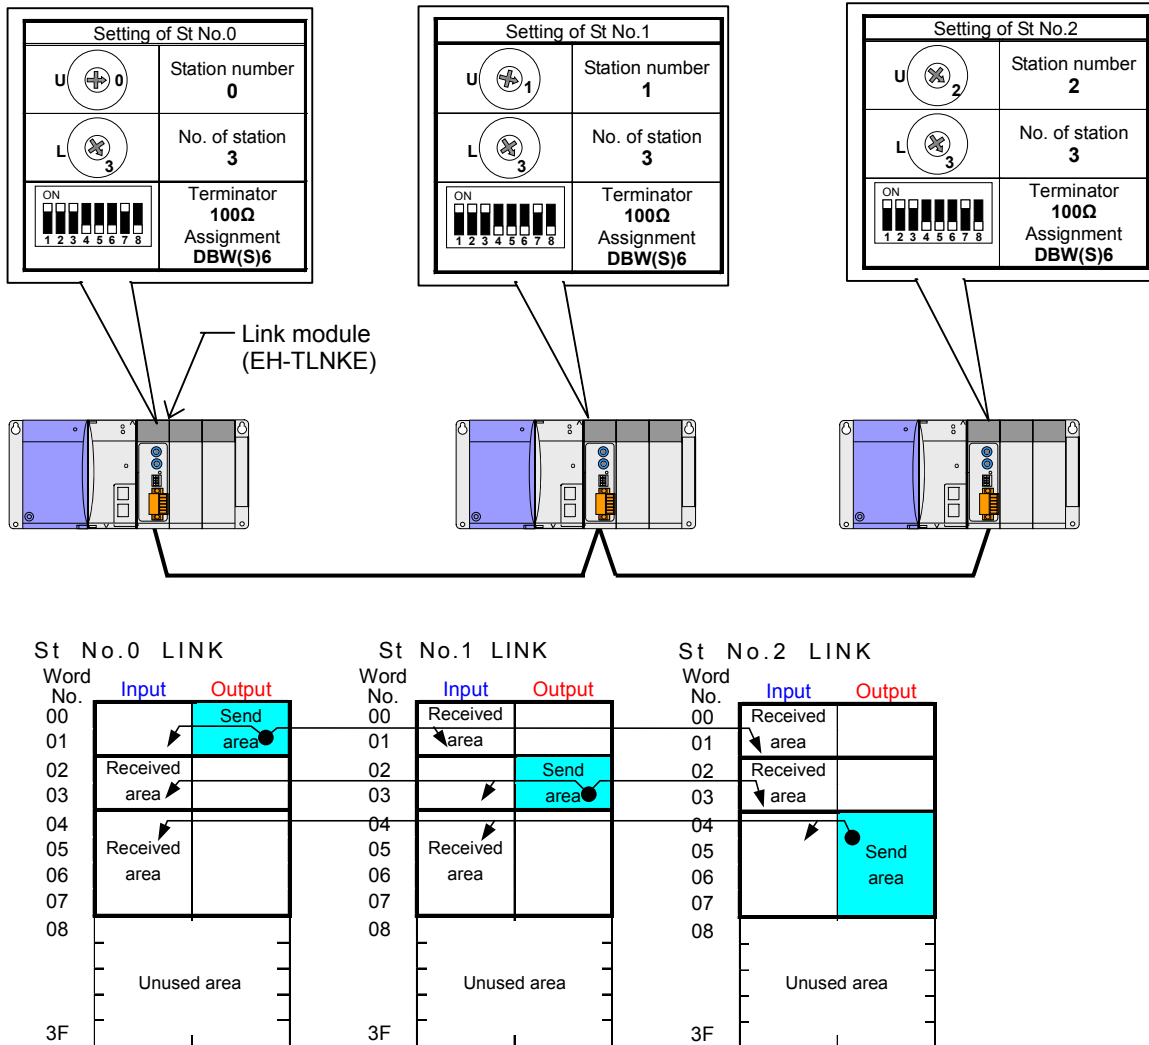 Setting of St No.0
U 0
Station number
0
L 3
No. of station
3
ON
1 2 3 4 5 6 7 8
Terminator
100Ω
Assignment
DBW(S)6
Setting of St No.1
U 1
Station number
1
L 3
No. of station
3
ON
1 2 3 4 5 6 7 8
Terminator
100Ω
Assignment
DBW(S)6
Setting of St No.2
U 2
Station number
2
L 3
No. of station
3
ON
1 2 3 4 5 6 7 8
Terminator
100Ω
Assignment
DBW(S)6
Link module
(EH-TLNKE)
St No.0 LINK
Word
No.
Input Output
00 Send
01 area
02 Received
03 area
04
05 Received
06 area
07
08
Unused area
3F
St No.1 LINK
Word
No.
Input Output
00 Received
01 area
02 Send
03 area
04
05 Received
06 area
07
08
Unused area
3F
St No.2 LINK
Word
No.
Input Output
00 Received
01 area
02 Received
03 area
04
05 Send
06 area
07
08
Unused area
3F